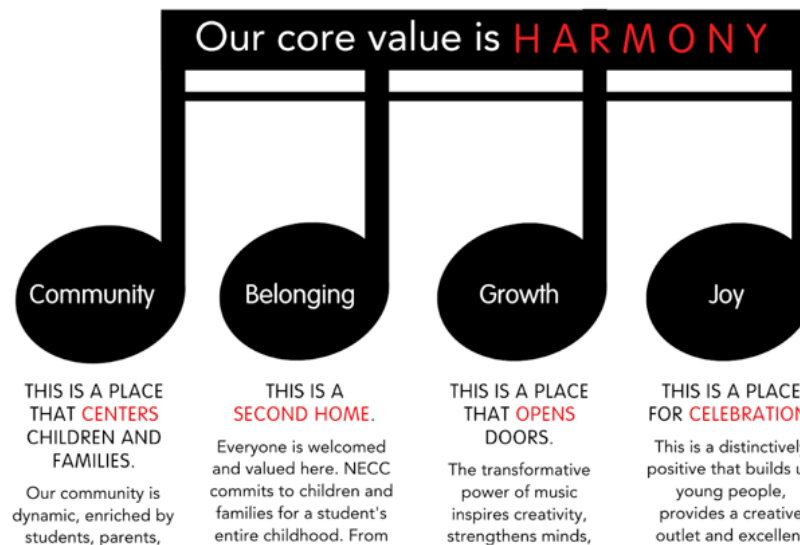 Our core value is HARMONY
Community
Belonging
Growth
Joy
THIS IS A PLACE
THAT CENTERS
CHILDREN AND
FAMILIES.
Our community is
dynamic, enriched by
students, parents,
THIS IS A
SECOND HOME.
Everyone is welcomed
and valued here. NECC
commits to children and
families for a student's
entire childhood. From
THIS IS A PLACE
THAT OPENS
DOORS.
The transformative
power of music
inspires creativity,
strengthens minds,
THIS IS A PLACE
FOR CELEBRATION
This is a distinctively
positive that builds u
young people,
provides a creative
outlet and excellen